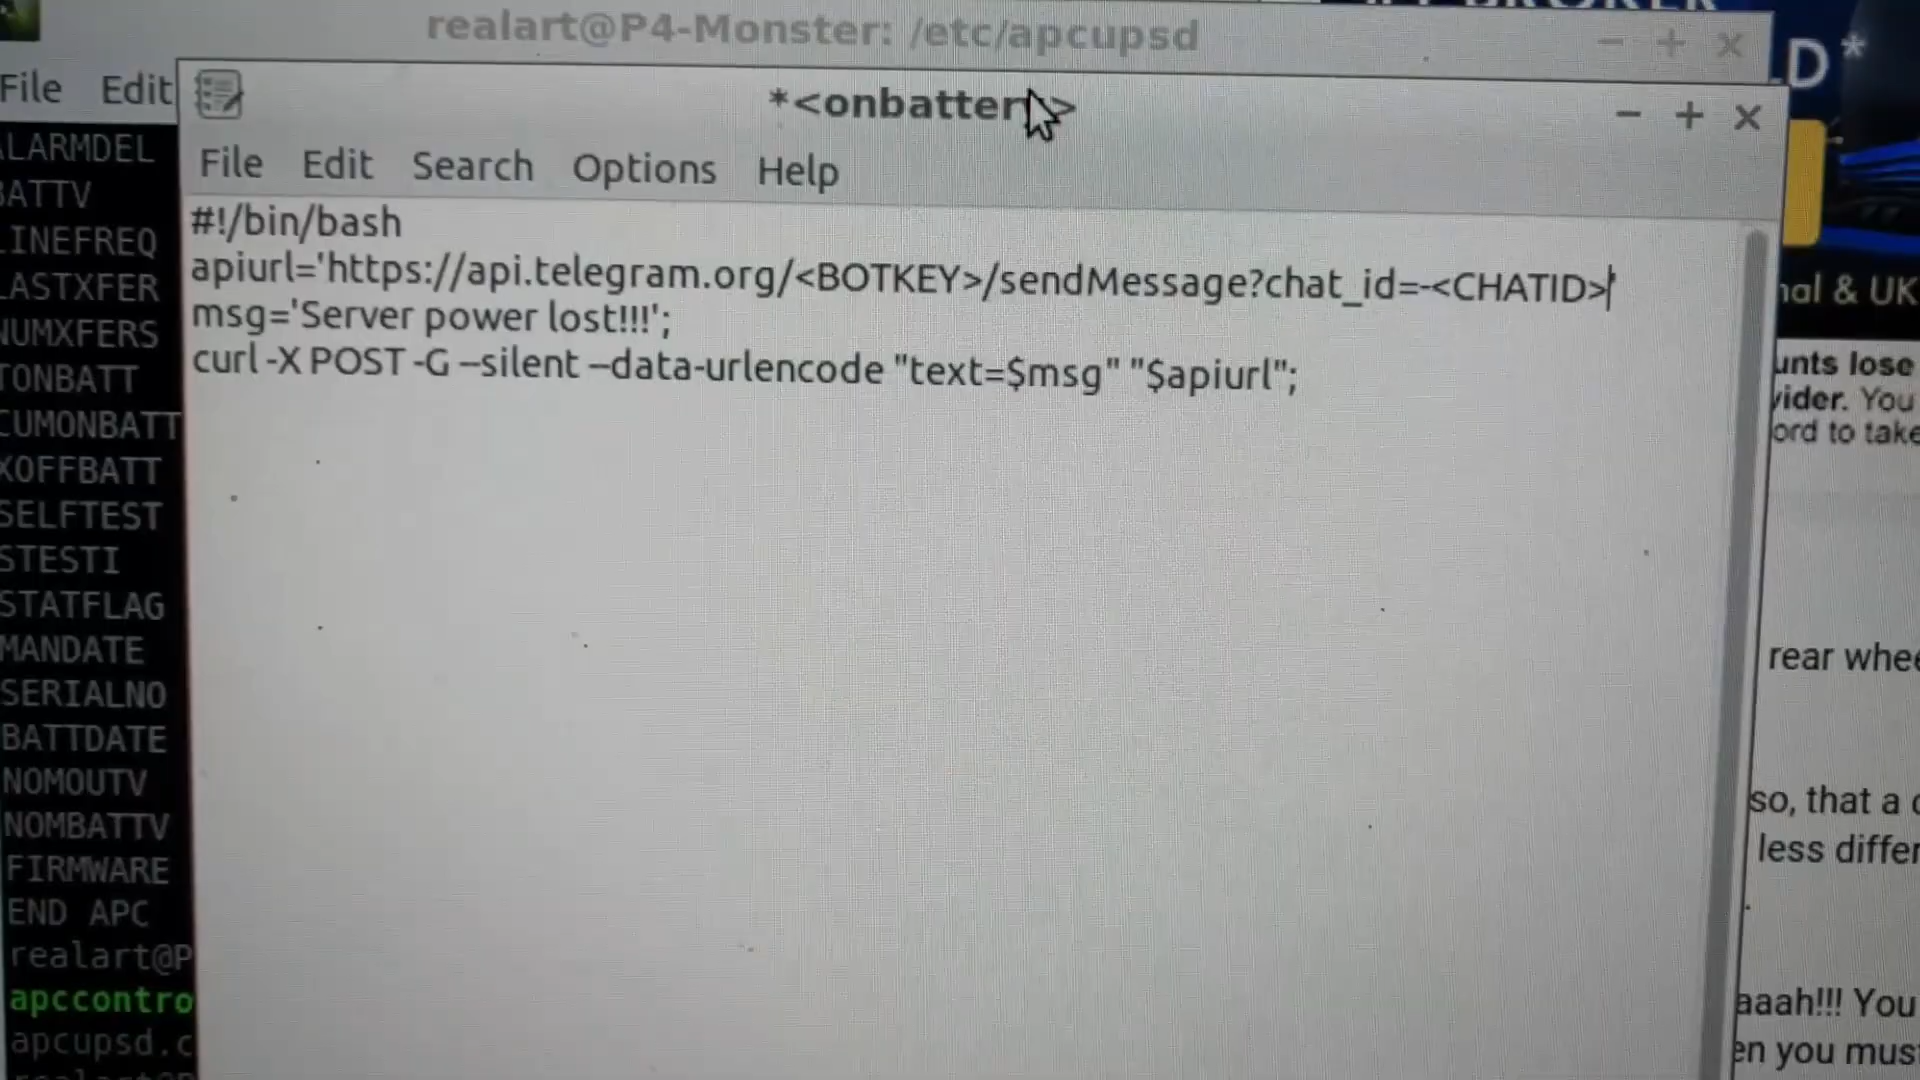 realart@P4-Monster: /etc/apcupsd
File Edit
*<onbatter >
File Edit Search Options Help
#!/bin/bash
apiurl='https://api.telegram.org/<BOTKEY>/sendMessage?chat_id=-<CHATID>'
msg='Server power lost!!!';
curl -X POST -G –silent –data-urlencode "text=$msg" "$apiurl";
LARMDEL
BATTV
LINEFREQ
LASTXFER
NUMXFERS
TONBATT
CUMONBATT
XOFFBATT
SELFTEST
STESTI
STATFLAG
MANDATE
SERIALNO
BATTDATE
NOMOUTV
NOMBATTV
FIRMWARE
END APC
realart@P
apccontro
apcupsd.c
D*
nal & UK
unts lose
vider. You
ord to take
rear whee
so, that a
less differ
aaah!!! You
en you mus